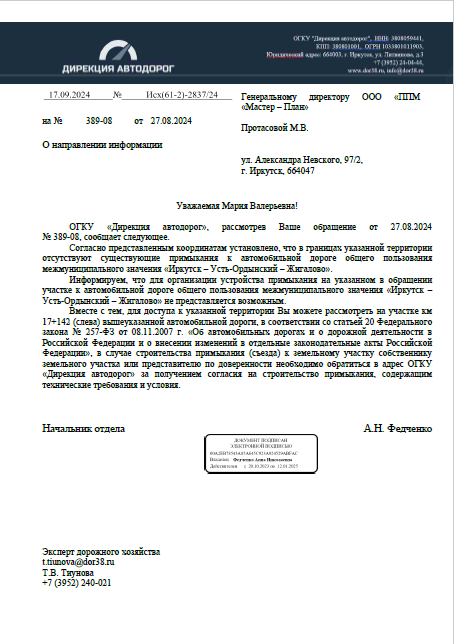 ДИРЕКЦИЯ АВТОДОРОГ
ОГКУ "Дирекция автодорог", ИНН: 3808059441,
КПП: 380801001, ОГРН 1033801011903,
Юридический адрес: 664003, г. Иркутск, ул. Литвинова, д.3
+7 (3952) 24-04-44,
www.dor38.ru, info@dor38.ru
17.09.2024 № Исх(61-2)-2837/24
на № 389-08 от 27.08.2024
О направлении информации
Генеральному директору ООО «ППМ
«Мастер – План»
Протасовой М.В.
ул. Александра Невского, 97/2,
г. Иркутск, 664047
Уважаемая Мария Валерьевна!
ОГКУ «Дирекция автодорог», рассмотрев Ваше обращение от 27.08.2024
№ 389-08, сообщает следующее.
Согласно представленным координатам установлено, что в границах указанной территории
отсутствуют существующие примыкания к автомобильной дороге общего пользования
межмуниципального значения «Иркутск – Усть-Ордынский – Жигалово».
Информируем, что для организации устройства примыкания на указанном в обращении
участке к автомобильной дороге общего пользования межмуниципального значения «Иркутск –
Усть-Ордынский – Жигалово» не представляется возможным.
Вместе с тем, для доступа к указанной территории Вы можете рассмотреть на участке км
17+142 (слева) вышеуказанной автомобильной дороги, в соответствии со статьей 20 Федерального
закона № 257-ФЗ от 08.11.2007 г. «Об автомобильных дорогах и о дорожной деятельности в
Российской Федерации и о внесении изменений в отдельные законодательные акты Российской
Федерации», в случае строительства примыкания (съезда) к земельному участку собственнику
земельного участка или представителю по доверенности необходимо обратиться в адрес ОГКУ
«Дирекция автодорог» за получением согласия на строительство примыкания, содержащим
технические требования и условия.
Начальник отдела А.Н. Федченко
ДОКУМЕНТ ПОДПИСАН
ЭЛЕКТРОННОЙ ПОДПИСЬЮ
Владелец Федченко Анна Николаевна
Действителен с 20.10.2023 по 12.01.2025
Эксперт дорожного хозяйства
t.tiunova@dor38.ru
Т.В. Тиунова
+7 (3952) 240-021